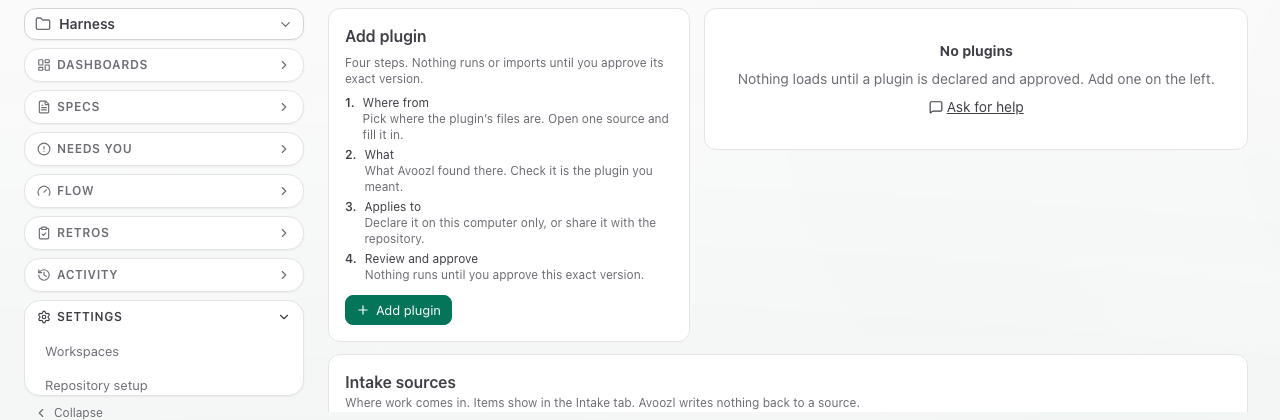 Harness
DASHBOARDS
SPECS
NEEDS YOU
FLOW
RETROS
ACTIVITY
SETTINGS
Workspaces
Repository setup
Collapse
Add plugin
Four steps. Nothing runs or imports until you approve its
exact version.
1. Where from
Pick where the plugin's files are. Open one source and
fill it in.
2. What
What Avoozl found there. Check it is the plugin you
meant.
3. Applies to
Declare it on this computer only, or share it with the
repository.
4. Review and approve
Nothing runs until you approve this exact version.
Add plugin
No plugins
Nothing loads until a plugin is declared and approved. Add one on the left.
Ask for help
Intake sources
Where work comes in. Items show in the Intake tab. Avoozl writes nothing back to a source.